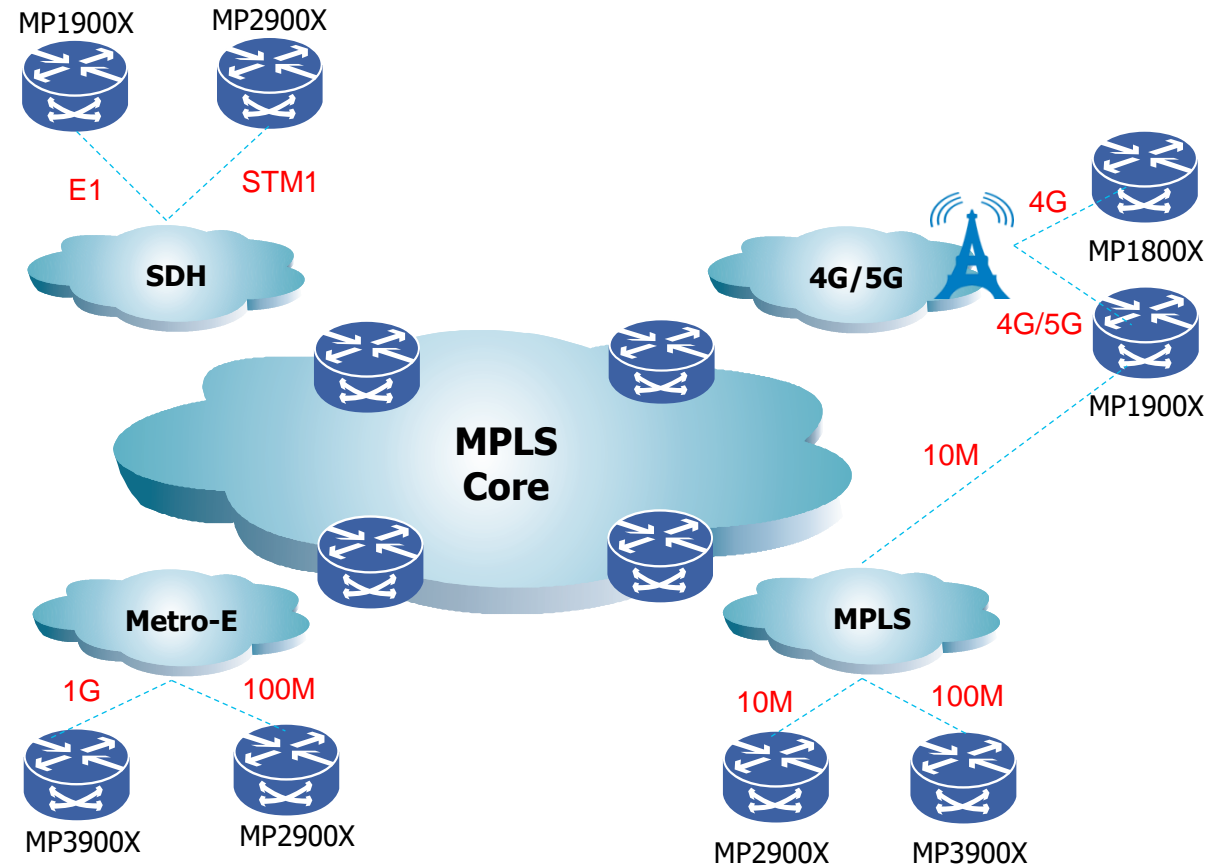 MP1900X
MP2900X
E1
STM1
SDH
4G/5G
4G
MP1800X
4G/5G
MP1900X
MPLS
Core
10M
Metro-E
1G
100M
MP3900X
MP2900X
MPLS
10M
100M
MP2900X
MP3900X